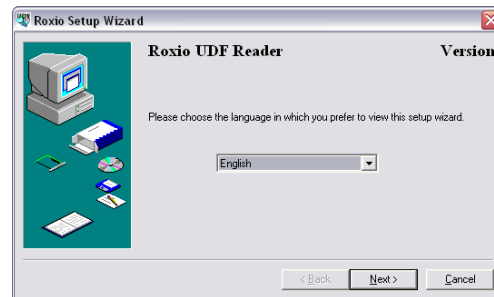 Roxio Setup Wizard
Roxio UDF Reader Version
Please choose the language in which you prefer to view this setup wizard.
English
< Back Next > Cancel